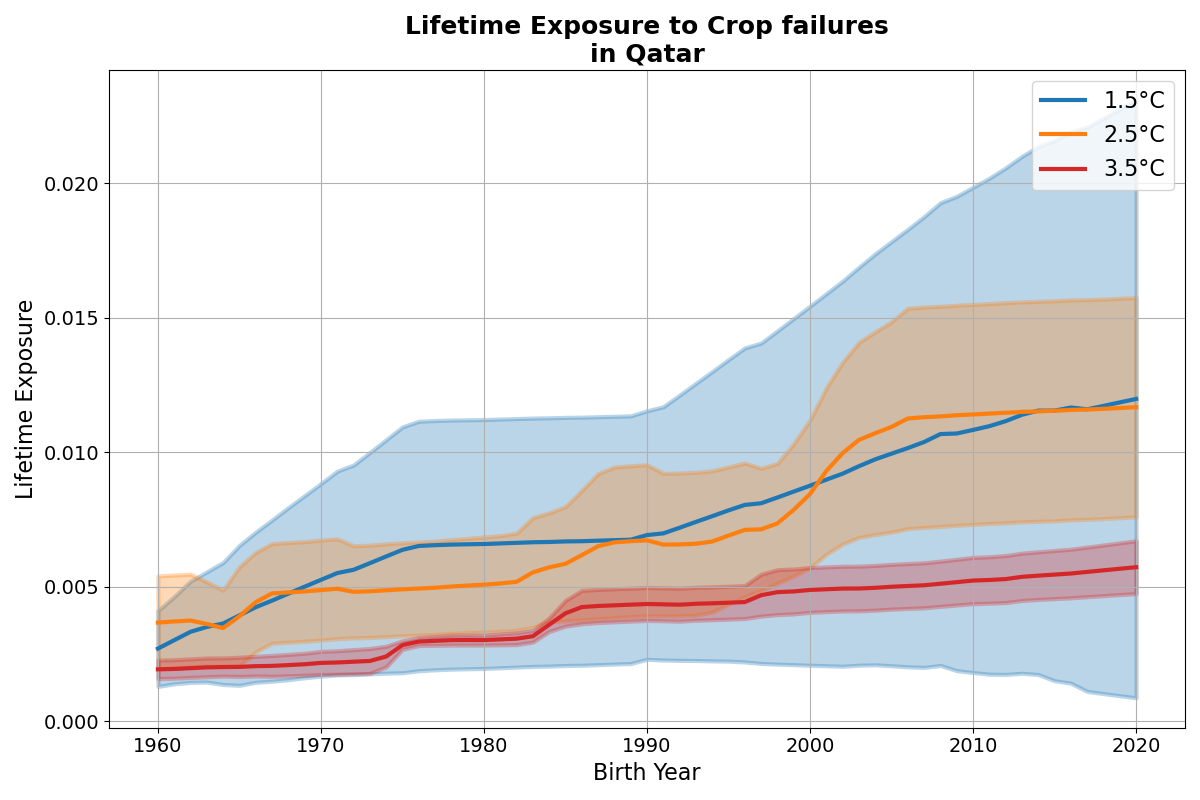 Lifetime Exposure to Crop failures
in Qatar
1.5°C
2.5°C
3.5°C
Lifetime Exposure
0.020
0.015
0.010
0.005
0.000
1960 1970 1980 1990 2000 2010 2020
Birth Year